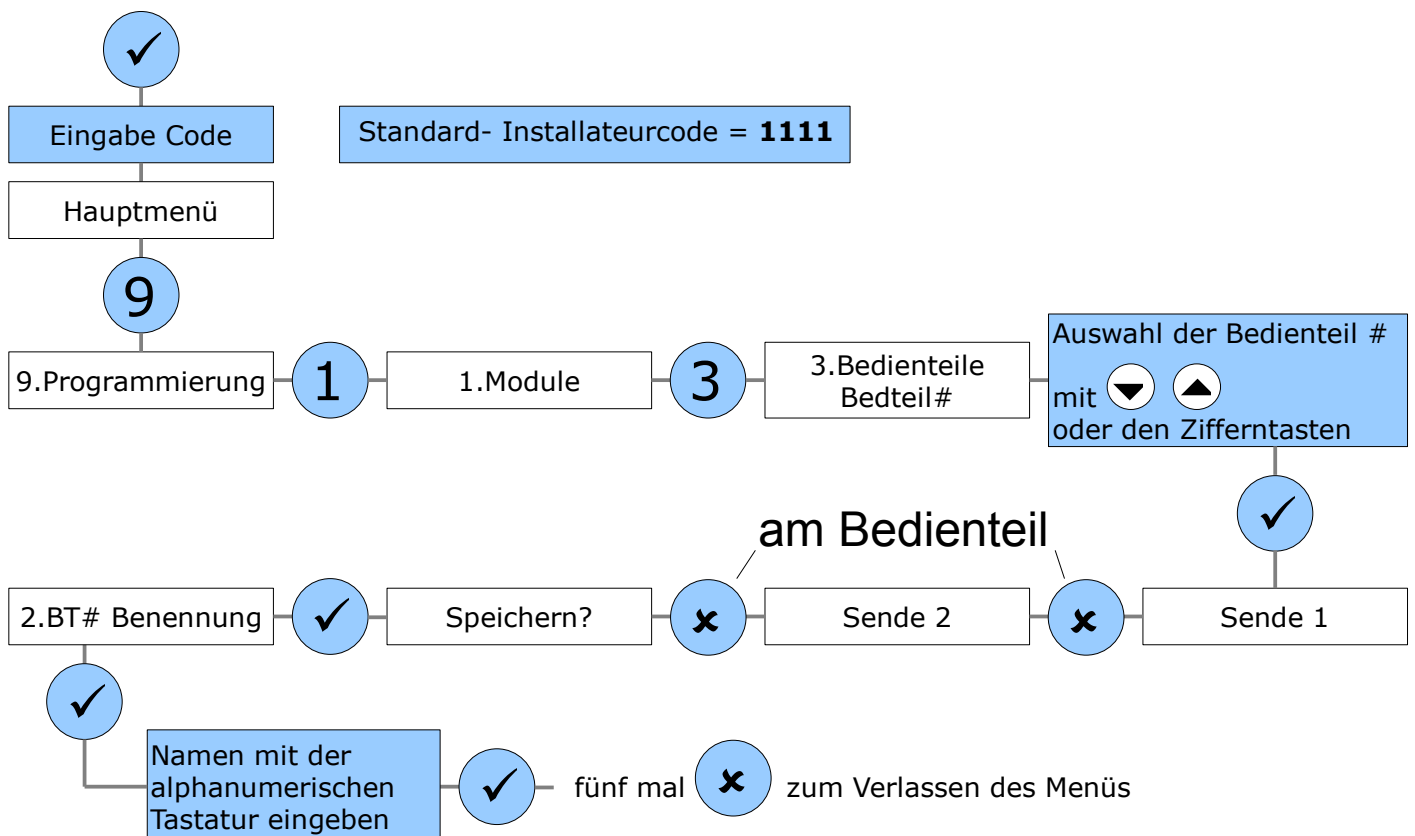 ✓
Eingabe Code
Standard- Installateurcode = 1111
Hauptmenü
9
9.Programmierung
1
1.Module
3
3.Bedienteile
Bedteil#
Auswahl der Bedienteil #
mit
oder den Zifferntasten
✓
am Bedienteil
Sende 1
✘
Sende 2
✘
Speichern?
✓
2.BT# Benennung
✓
Namen mit der
alphanumerischen
Tastatur eingeben
✓
fünf mal ✘ zum Verlassen des Menüs